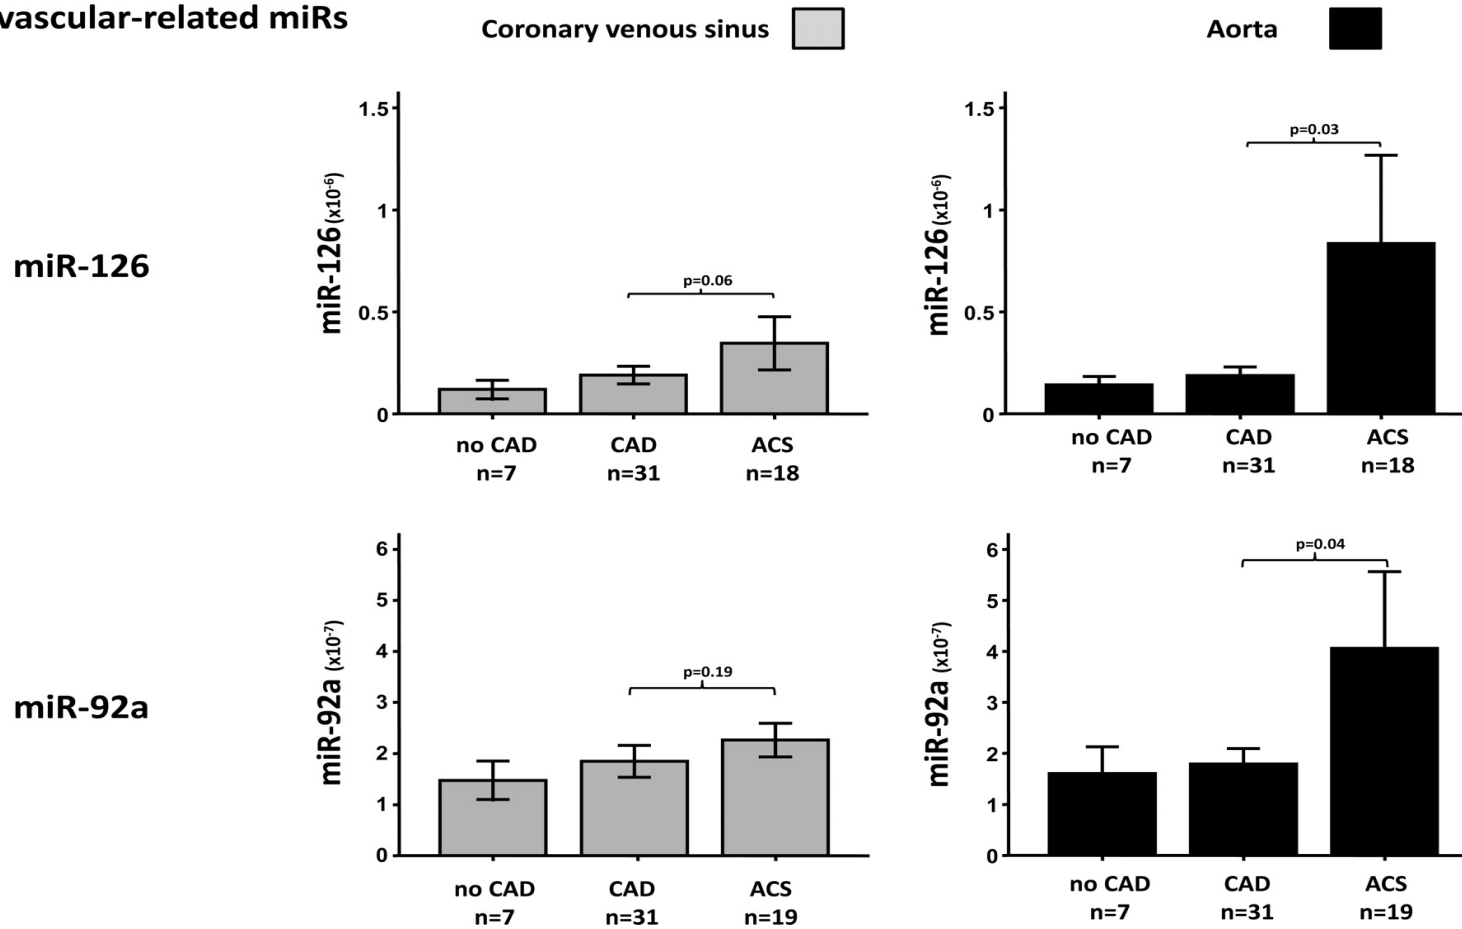 vascular-related miRs
Coronary venous sinus
Aorta
miR-126
miR-126 (x10⁻⁶)
1.5
1
0.5
0
p=0.06
no CAD CAD ACS
n=7 n=31 n=18
miR-126 (x10⁻⁶)
1.5
1
0.5
0
p=0.03
no CAD CAD ACS
n=7 n=31 n=18
miR-92a
miR-92a (x10⁻⁷)
6
5
4
3
2
1
0
p=0.19
no CAD CAD ACS
n=7 n=31 n=19
miR-92a (x10⁻⁷)
6
5
4
3
2
1
0
p=0.04
no CAD CAD ACS
n=7 n=31 n=19